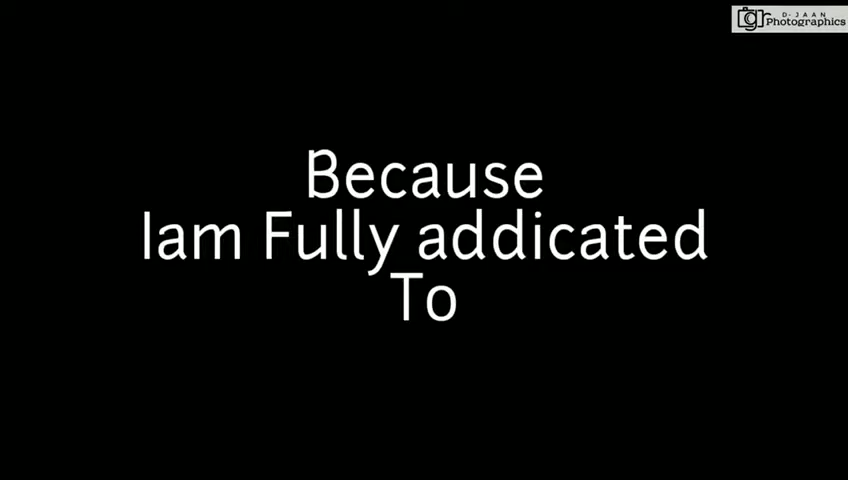 D-JAAN
Photographics
Because
Iam Fully addicated
To